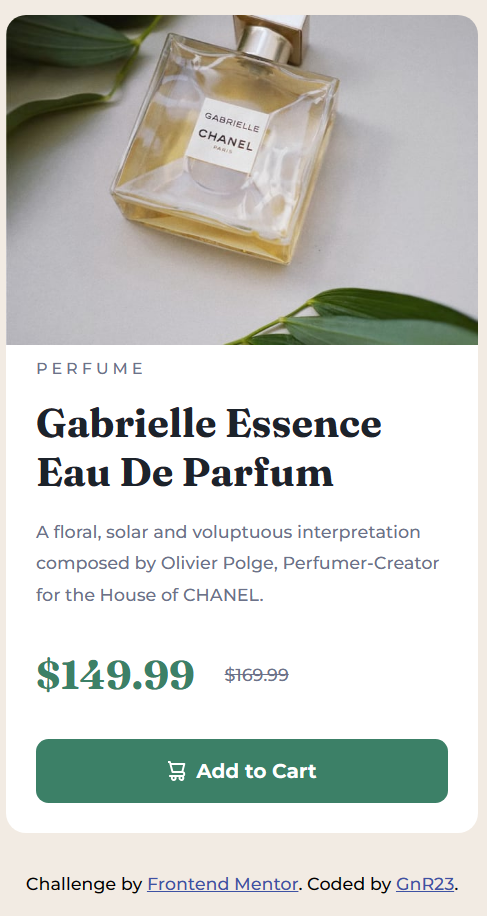 GABRIELLE
CHANEL
PARIS
PERFUME
Gabrielle Essence
Eau De Parfum
A floral, solar and voluptuous interpretation
composed by Olivier Polge, Perfumer-Creator
for the House of CHANEL.
$149.99 $169.99
Add to Cart
Challenge by Frontend Mentor. Coded by GnR23.